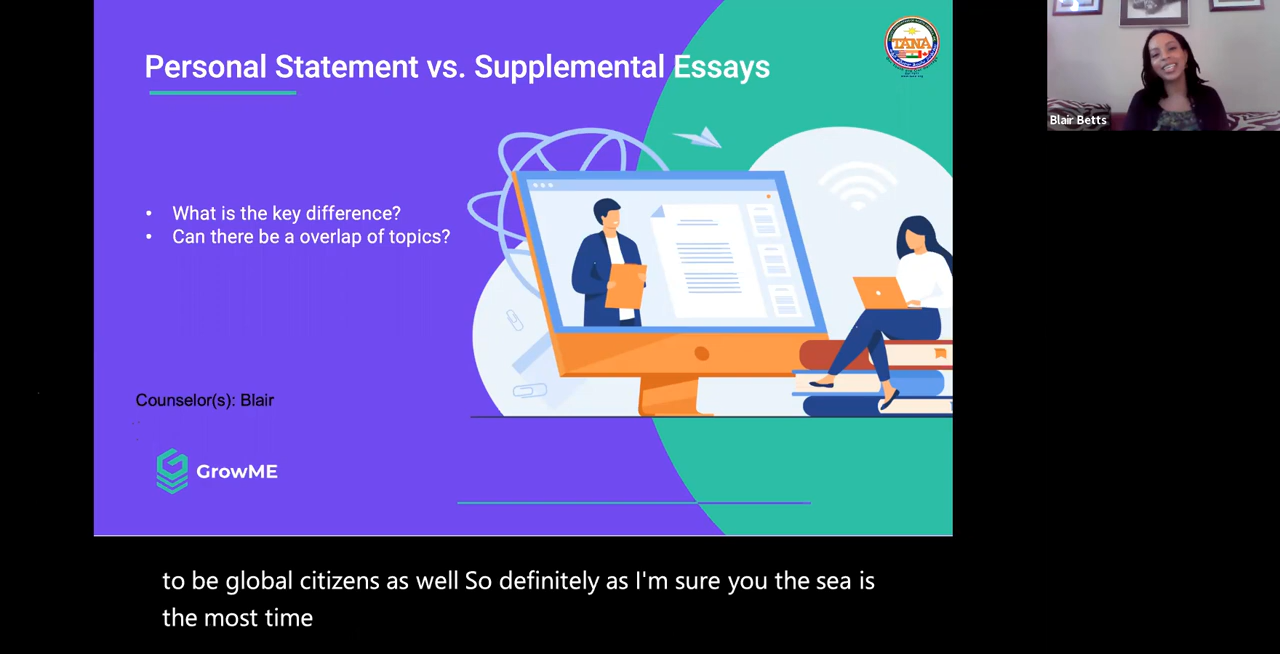 Personal Statement vs. Supplemental Essays
TANA
Blair Betts
• What is the key difference?
• Can there be a overlap of topics?
Counselor(s): Blair
GrowME
to be global citizens as well So definitely as I'm sure you the sea is
the most time